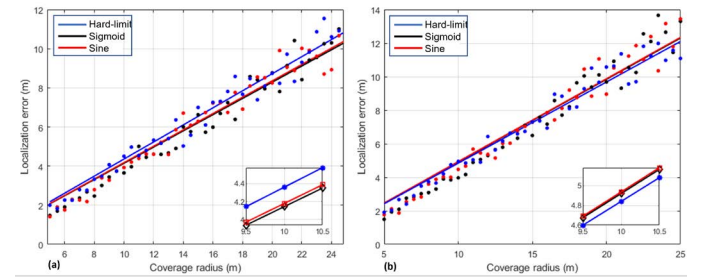 12
10
8
6
4
2
0
Localization error (m)
Hard-limit
Sigmoid
Sine
4.4
4.2
4
9.5 10 10.5
(a)
6 8 10 12 14 16 18 20 22 24
Coverage radius (m)
14
12
10
8
6
4
2
0
Localization error (m)
Hard-limit
Sigmoid
Sine
5
4.8
4.6
9.5 10 10.5
(b)
5 10 15 20 25
Coverage radius (m)